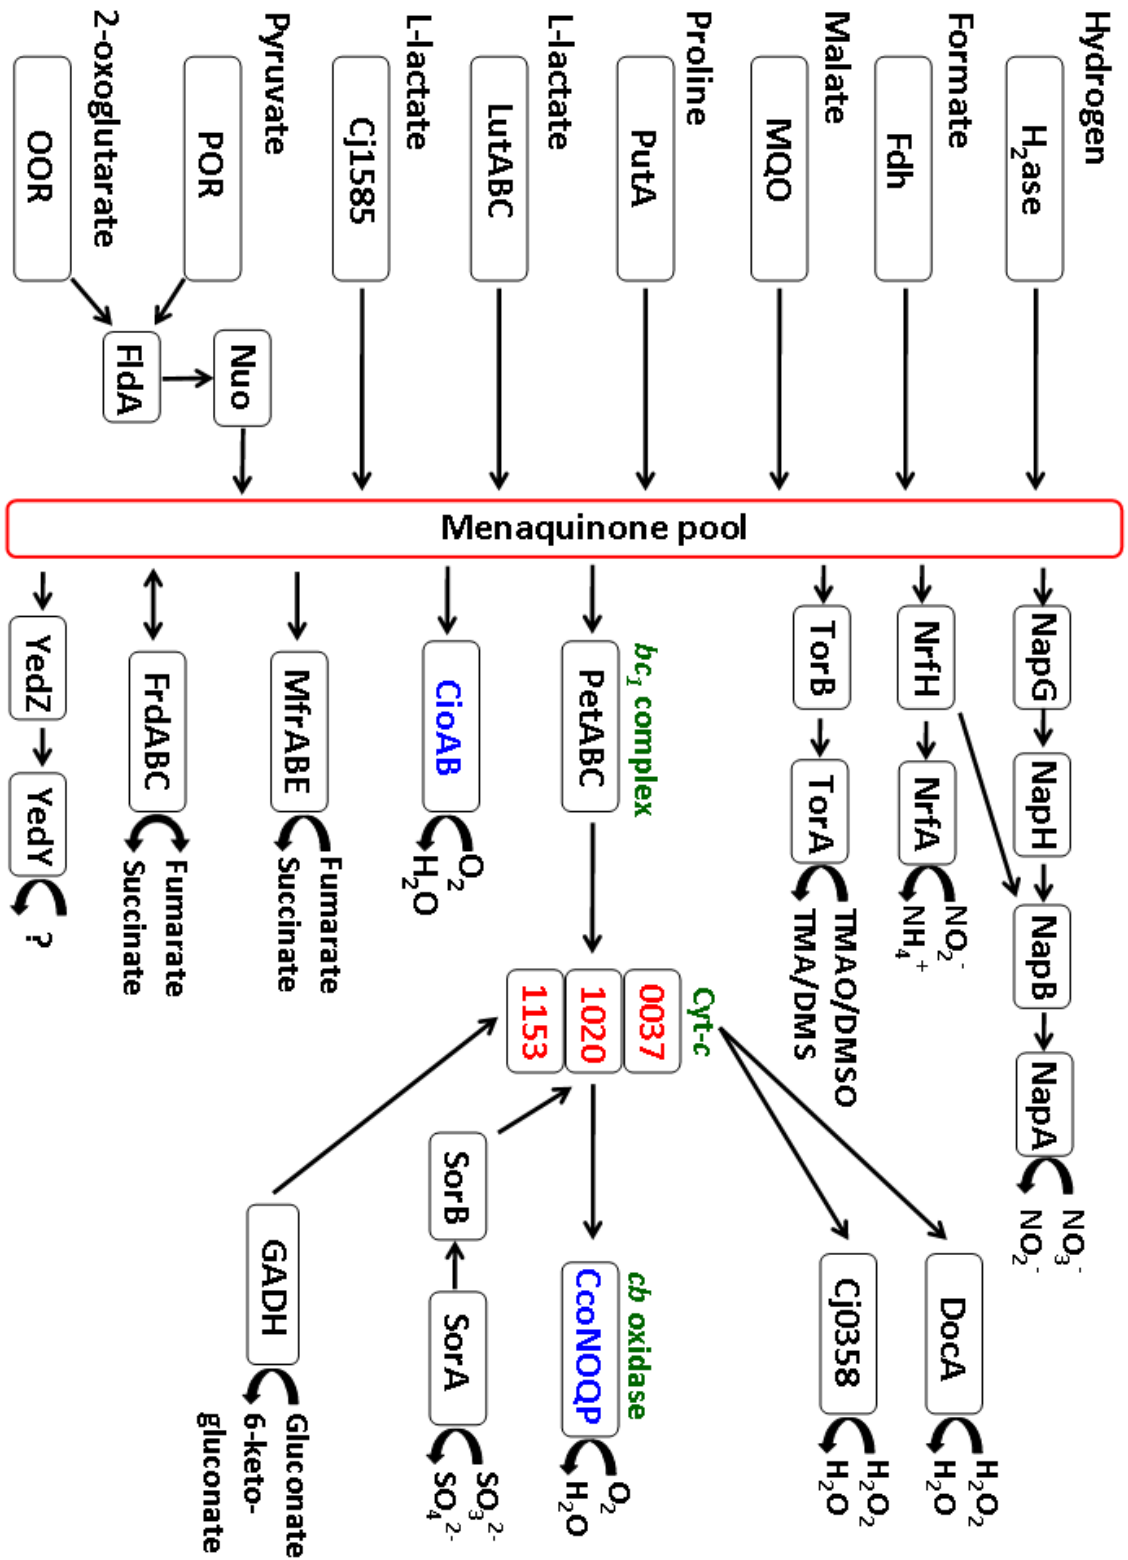 Hydrogen
H₂ase
Formate
Fdh
Malate
MQO
Proline
PutA
L-lactate
LutABC
L-lactate
Cj1585
Pyruvate
POR
Nuo
2-oxoglutarate
FldA
OOR
Menaquinone pool
NapG
NapH
NapB
NapA
NO₃⁻
NO₂⁻
NrfH
NrfA
NO₂⁻
NH₄⁺
TorB
TorA
TMAO/DMSO
TMA/DMS
DocA
H₂O₂
H₂O
Cj0358
H₂O₂
H₂O
bc₁ complex
PetABC
Cyt-c
0037
1020
1153
cb oxidase
CcoNOQP
O₂
H₂O
CioAB
O₂
H₂O
SorB
SorA
SO₃²⁻
SO₄²⁻
MfrABE
Fumarate
Succinate
GADH
Gluconate
6-keto-
gluconate
FrdABC
Fumarate
Succinate
YedZ
YedY
?